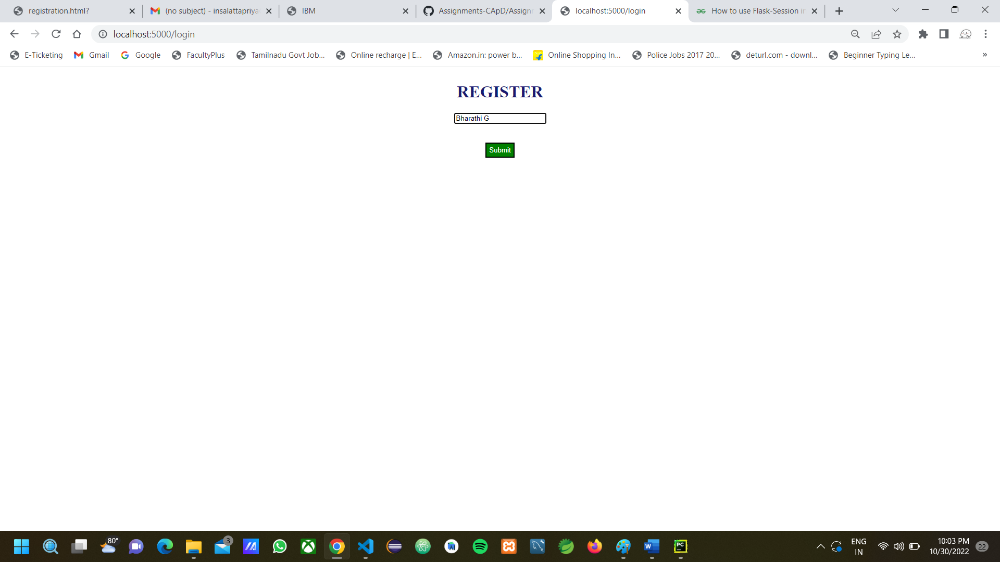 registration.html?
(no subject) - insalattapriya
IBM
Assignments-CApD/Assign
localhost:5000/login
How to use Flask-Session in
localhost:5000/login
E-Ticketing
Gmail
Google
FacultyPlus
Tamilnadu Govt Job...
Online recharge | E...
Amazon.in: power b...
Online Shopping In...
Police Jobs 2017 20...
deturl.com - downl...
Beginner Typing Le...
»
REGISTER
Bharathi G
Submit
80°
3
ENG
IN
10:03 PM
10/30/2022
22